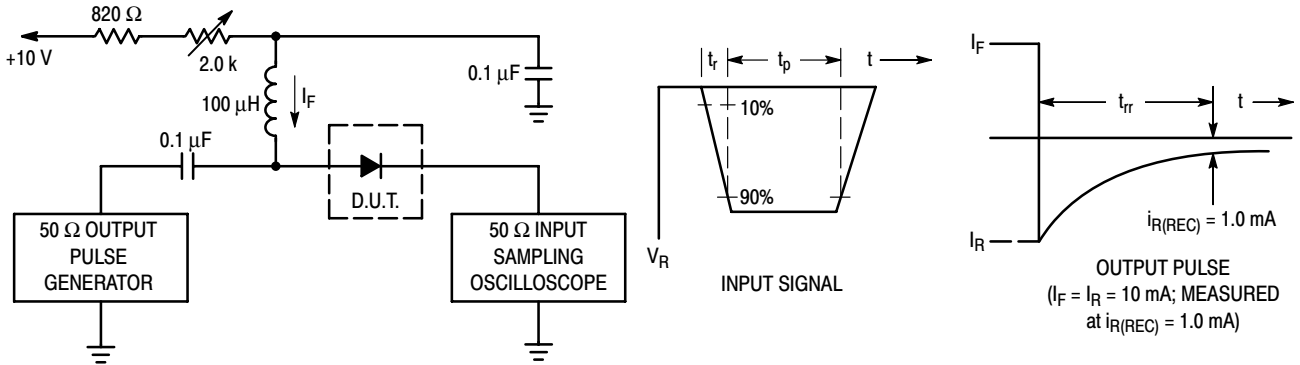 820 Ω
+10 V
2.0 k
100 μH
I_F
0.1 μF
0.1 μF
D.U.T.
50 Ω OUTPUT
PULSE
GENERATOR
50 Ω INPUT
SAMPLING
OSCILLOSCOPE
t_r
t_p
t
10%
90%
V_R
INPUT SIGNAL
I_F
t_rr
t
i_R(REC) = 1.0 mA
I_R
OUTPUT PULSE
(I_F = I_R = 10 mA; MEASURED
at i_R(REC) = 1.0 mA)